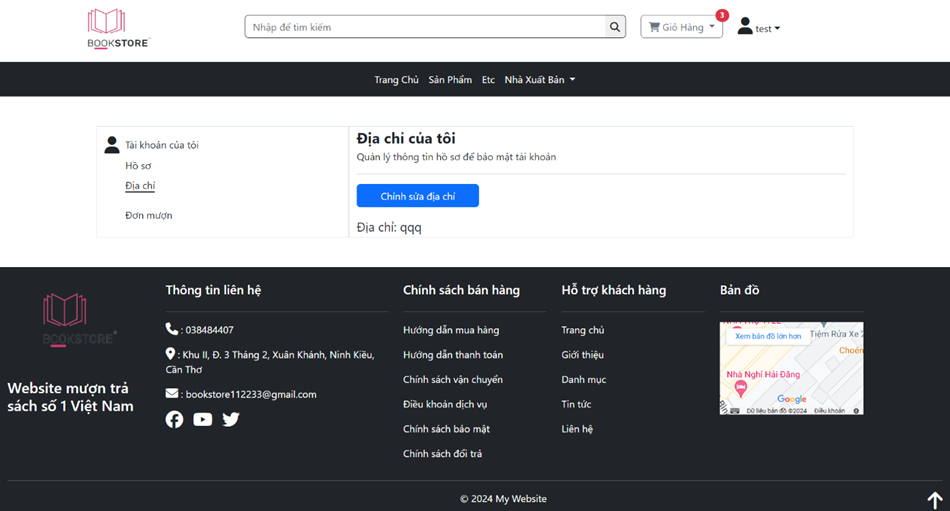 BOOKSTORE
Nhập để tìm kiếm
Giỏ Hàng
3
test
Trang Chủ Sản Phẩm Etc Nhà Xuất Bản
Tài khoản của tôi
Hồ sơ
Địa chỉ
Đơn mượn
Địa chỉ của tôi
Quản lý thông tin hồ sơ để bảo mật tài khoản
Chỉnh sửa địa chỉ
Địa chỉ: qqq
BOOKSTORE
Website mượn trả
sách số 1 Việt Nam
Thông tin liên hệ
: 038484407
: Khu II, Đ. 3 Tháng 2, Xuân Khánh, Ninh Kiều,
Cần Thơ
: bookstore112233@gmail.com
Chính sách bán hàng
Hướng dẫn mua hàng
Hướng dẫn thanh toán
Chính sách vận chuyển
Điều khoản dịch vụ
Chính sách bảo mật
Chính sách đổi trả
Hỗ trợ khách hàng
Trang chủ
Giới thiệu
Danh mục
Tin tức
Liên hệ
Bản đồ
Xem bản đồ lớn hơn
Tiệm Rửa Xe
Nhà Nghỉ Hải Đăng
Google
Dữ liệu bản đồ ©2024 Điều khoản
© 2024 My Website